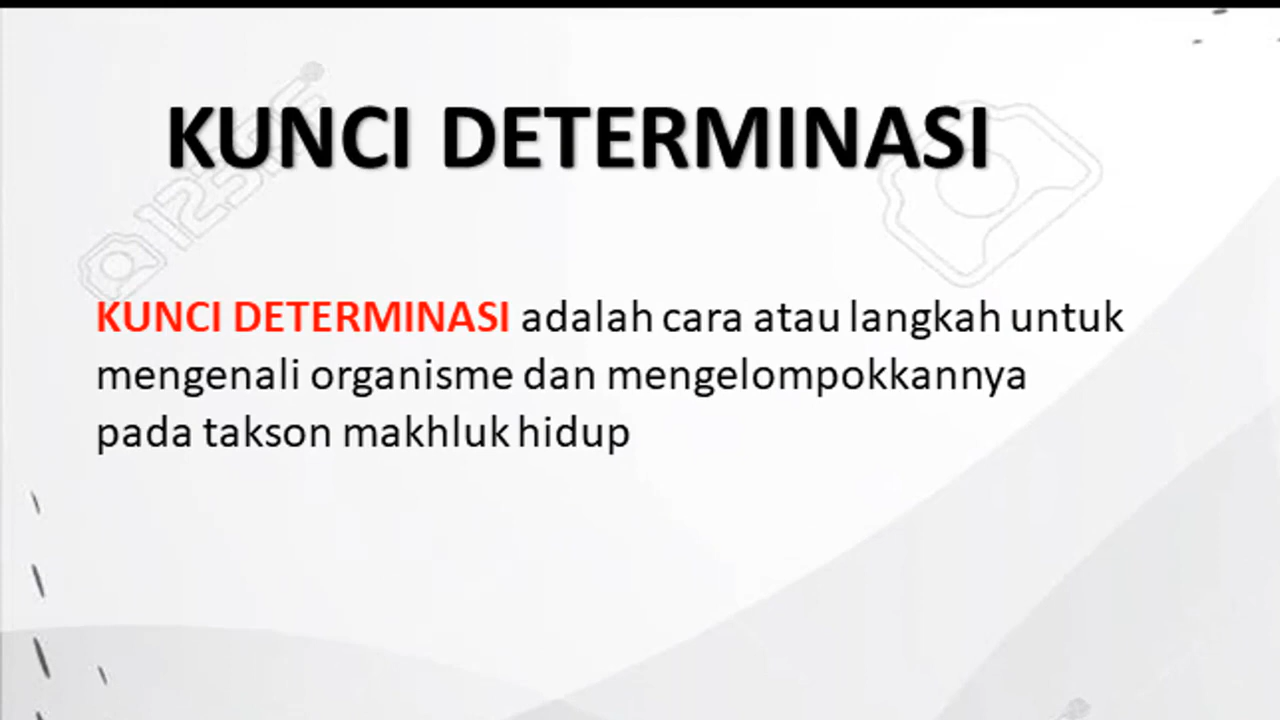 KUNCI DETERMINASI
KUNCI DETERMINASI adalah cara atau langkah untuk
mengenali organisme dan mengelompokkannya
pada takson makhluk hidup